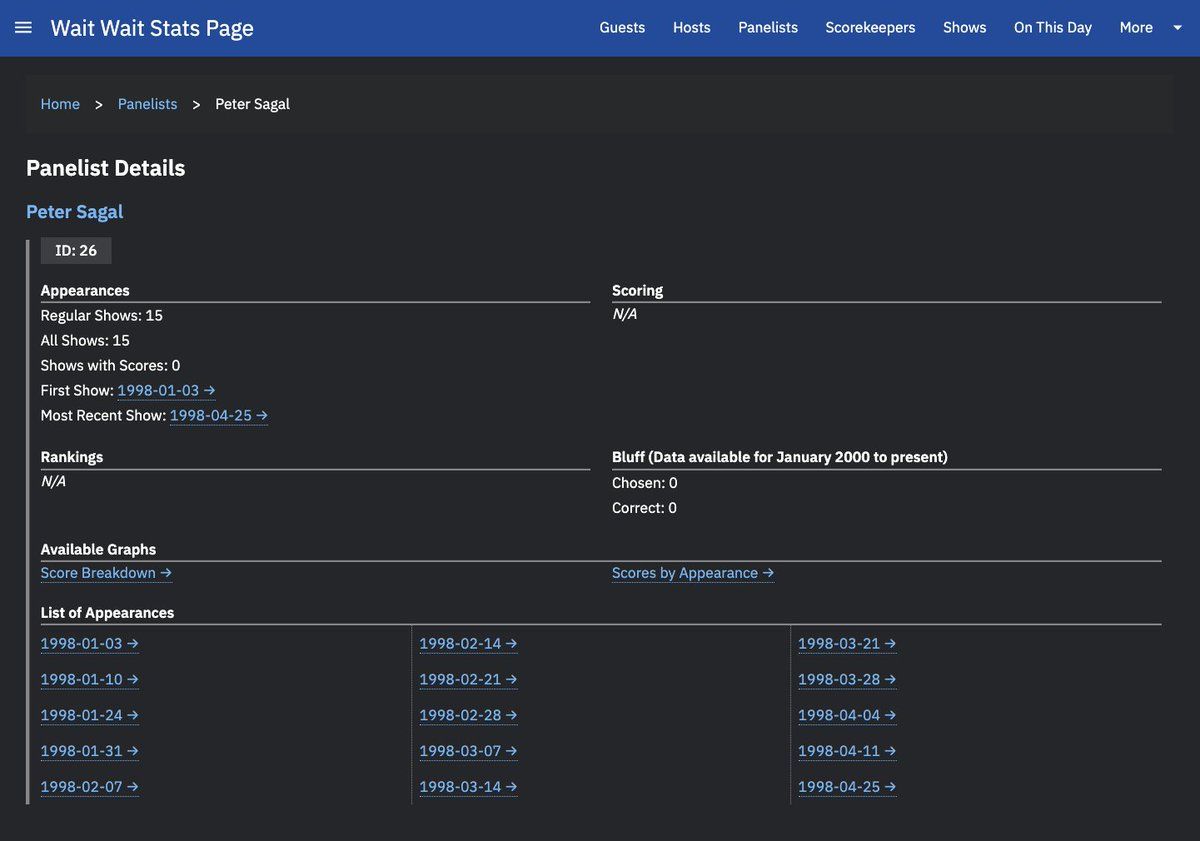 Wait Wait Stats Page
Guests Hosts Panelists Scorekeepers Shows On This Day More
Home > Panelists > Peter Sagal
Panelist Details
Peter Sagal
ID: 26
Appearances
Regular Shows: 15
All Shows: 15
Shows with Scores: 0
First Show: 1998-01-03 →
Most Recent Show: 1998-04-25 →
Scoring
N/A
Rankings
N/A
Bluff (Data available for January 2000 to present)
Chosen: 0
Correct: 0
Available Graphs
Score Breakdown →
Scores by Appearance →
List of Appearances
1998-01-03 →
1998-01-10 →
1998-01-24 →
1998-01-31 →
1998-02-07 →
1998-02-14 →
1998-02-21 →
1998-02-28 →
1998-03-07 →
1998-03-14 →
1998-03-21 →
1998-03-28 →
1998-04-04 →
1998-04-11 →
1998-04-25 →